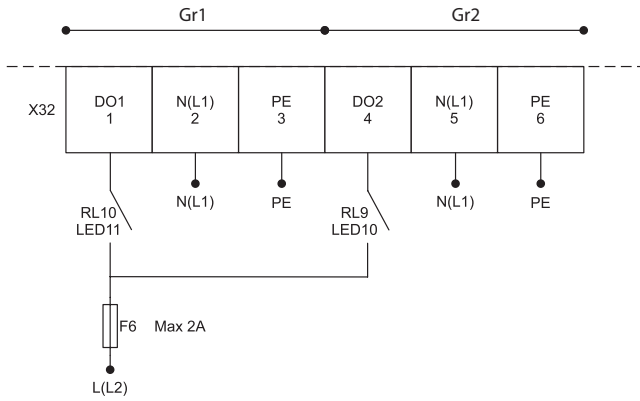 Gr1 Gr2
X32
DO1 N(L1) PE DO2 N(L1) PE
1 2 3 4 5 6
N(L1) PE N(L1) PE
RL10 RL9
LED11 LED10
F6 Max 2A
L(L2)